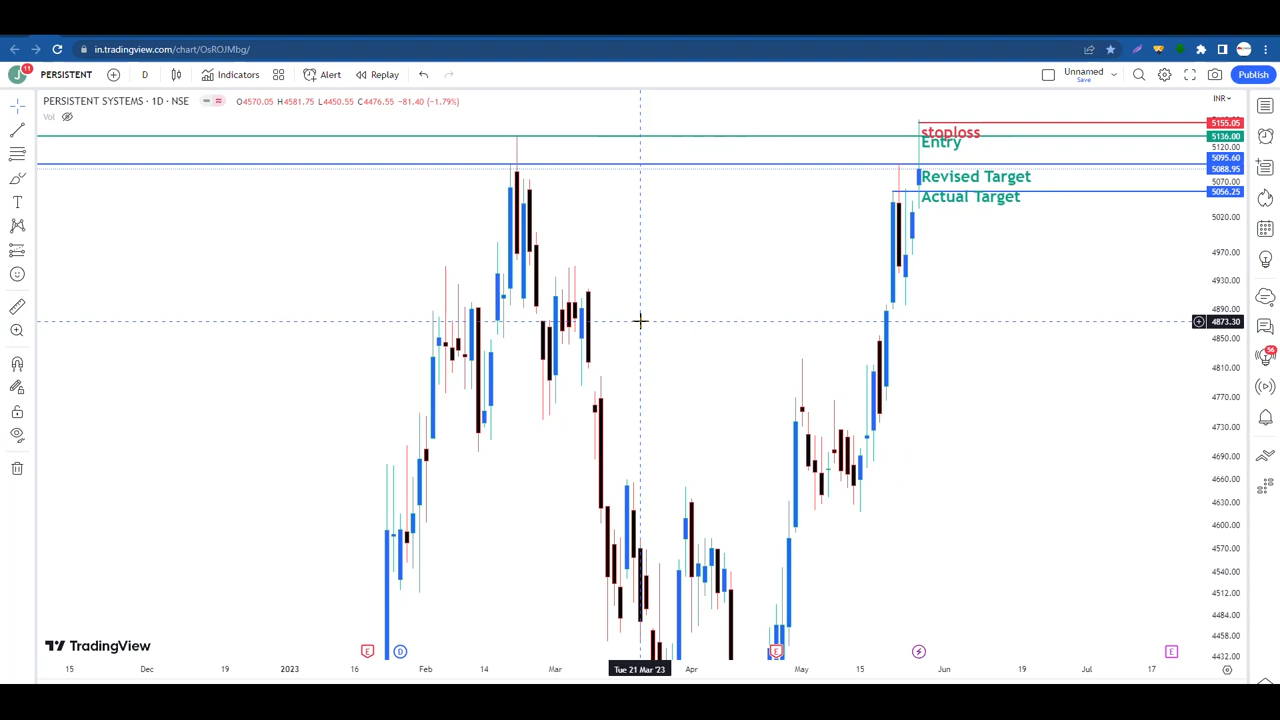 in.tradingview.com/chart/OsROJMbg/
J 11 PERSISTENT D Indicators Alert Replay Unnamed Save Publish
PERSISTENT SYSTEMS · 1D · NSE O4570.05 H4581.75 L4450.55 C4476.55 −81.40 (−1.79%) INR
Vol
5155.05
stoploss
5136.00
Entry
5120.00
5095.60
5088.95
Revised Target
5070.00
5056.25
Actual Target
5020.00
4970.00
4930.00
4890.00
4873.30
4850.00
56
4810.00
4770.00
4730.00
4690.00
4660.00
4630.00
4600.00
4570.00
4540.00
4512.00
4484.00
4458.00
4432.00
TradingView
E D E E
15 Dec 19 2023 16 Feb 14 Mar Tue 21 Mar '23 Apr May 15 Jun 19 Jul 17